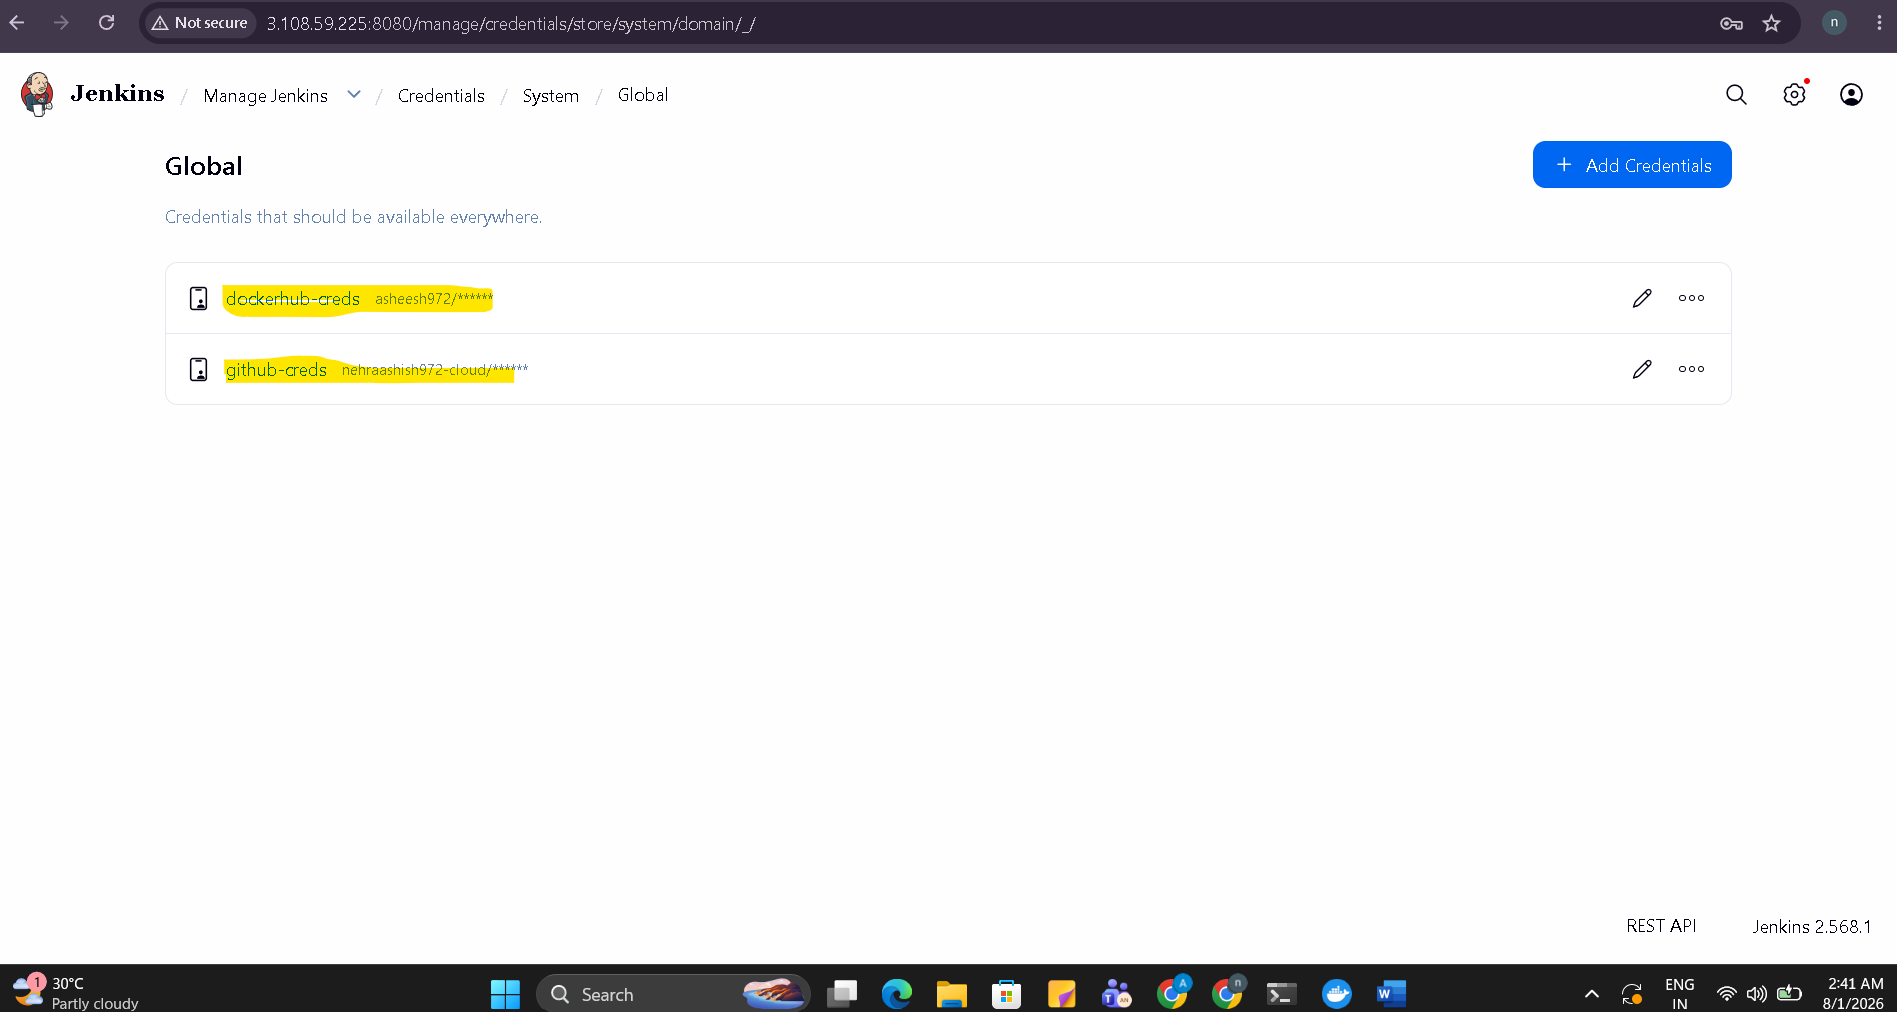 Not secure 3.108.59.225:8080/manage/credentials/store/system/domain/_/ n
Jenkins / Manage Jenkins / Credentials / System / Global
Global
+ Add Credentials
Credentials that should be available everywhere.
dockerhub-creds asheesh972/******
github-creds nehraashish972-cloud/******
REST API Jenkins 2.568.1
1 30°C
Partly cloudy
Search
A
n
T AN
W
ENG
IN
2:41 AM
8/1/2026